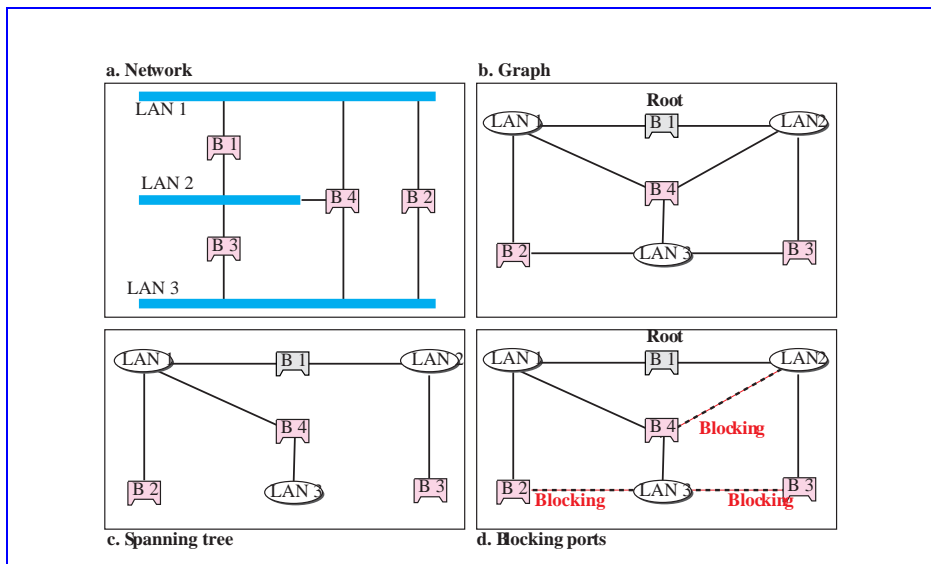 a. Network
LAN 1
B 1
LAN 2
B 4
B 2
B 3
LAN 3
b. Graph
Root
LAN 1
B 1
LAN2
B 4
B 2
LAN 3
B 3
LAN 1
B 1
LAN 2
B 4
B 2
LAN 3
B 3
c. Spanning tree
Root
LAN 1
B 1
LAN2
B 4
Blocking
B 2
Blocking
LAN 3
Blocking
B 3
d. Blocking ports